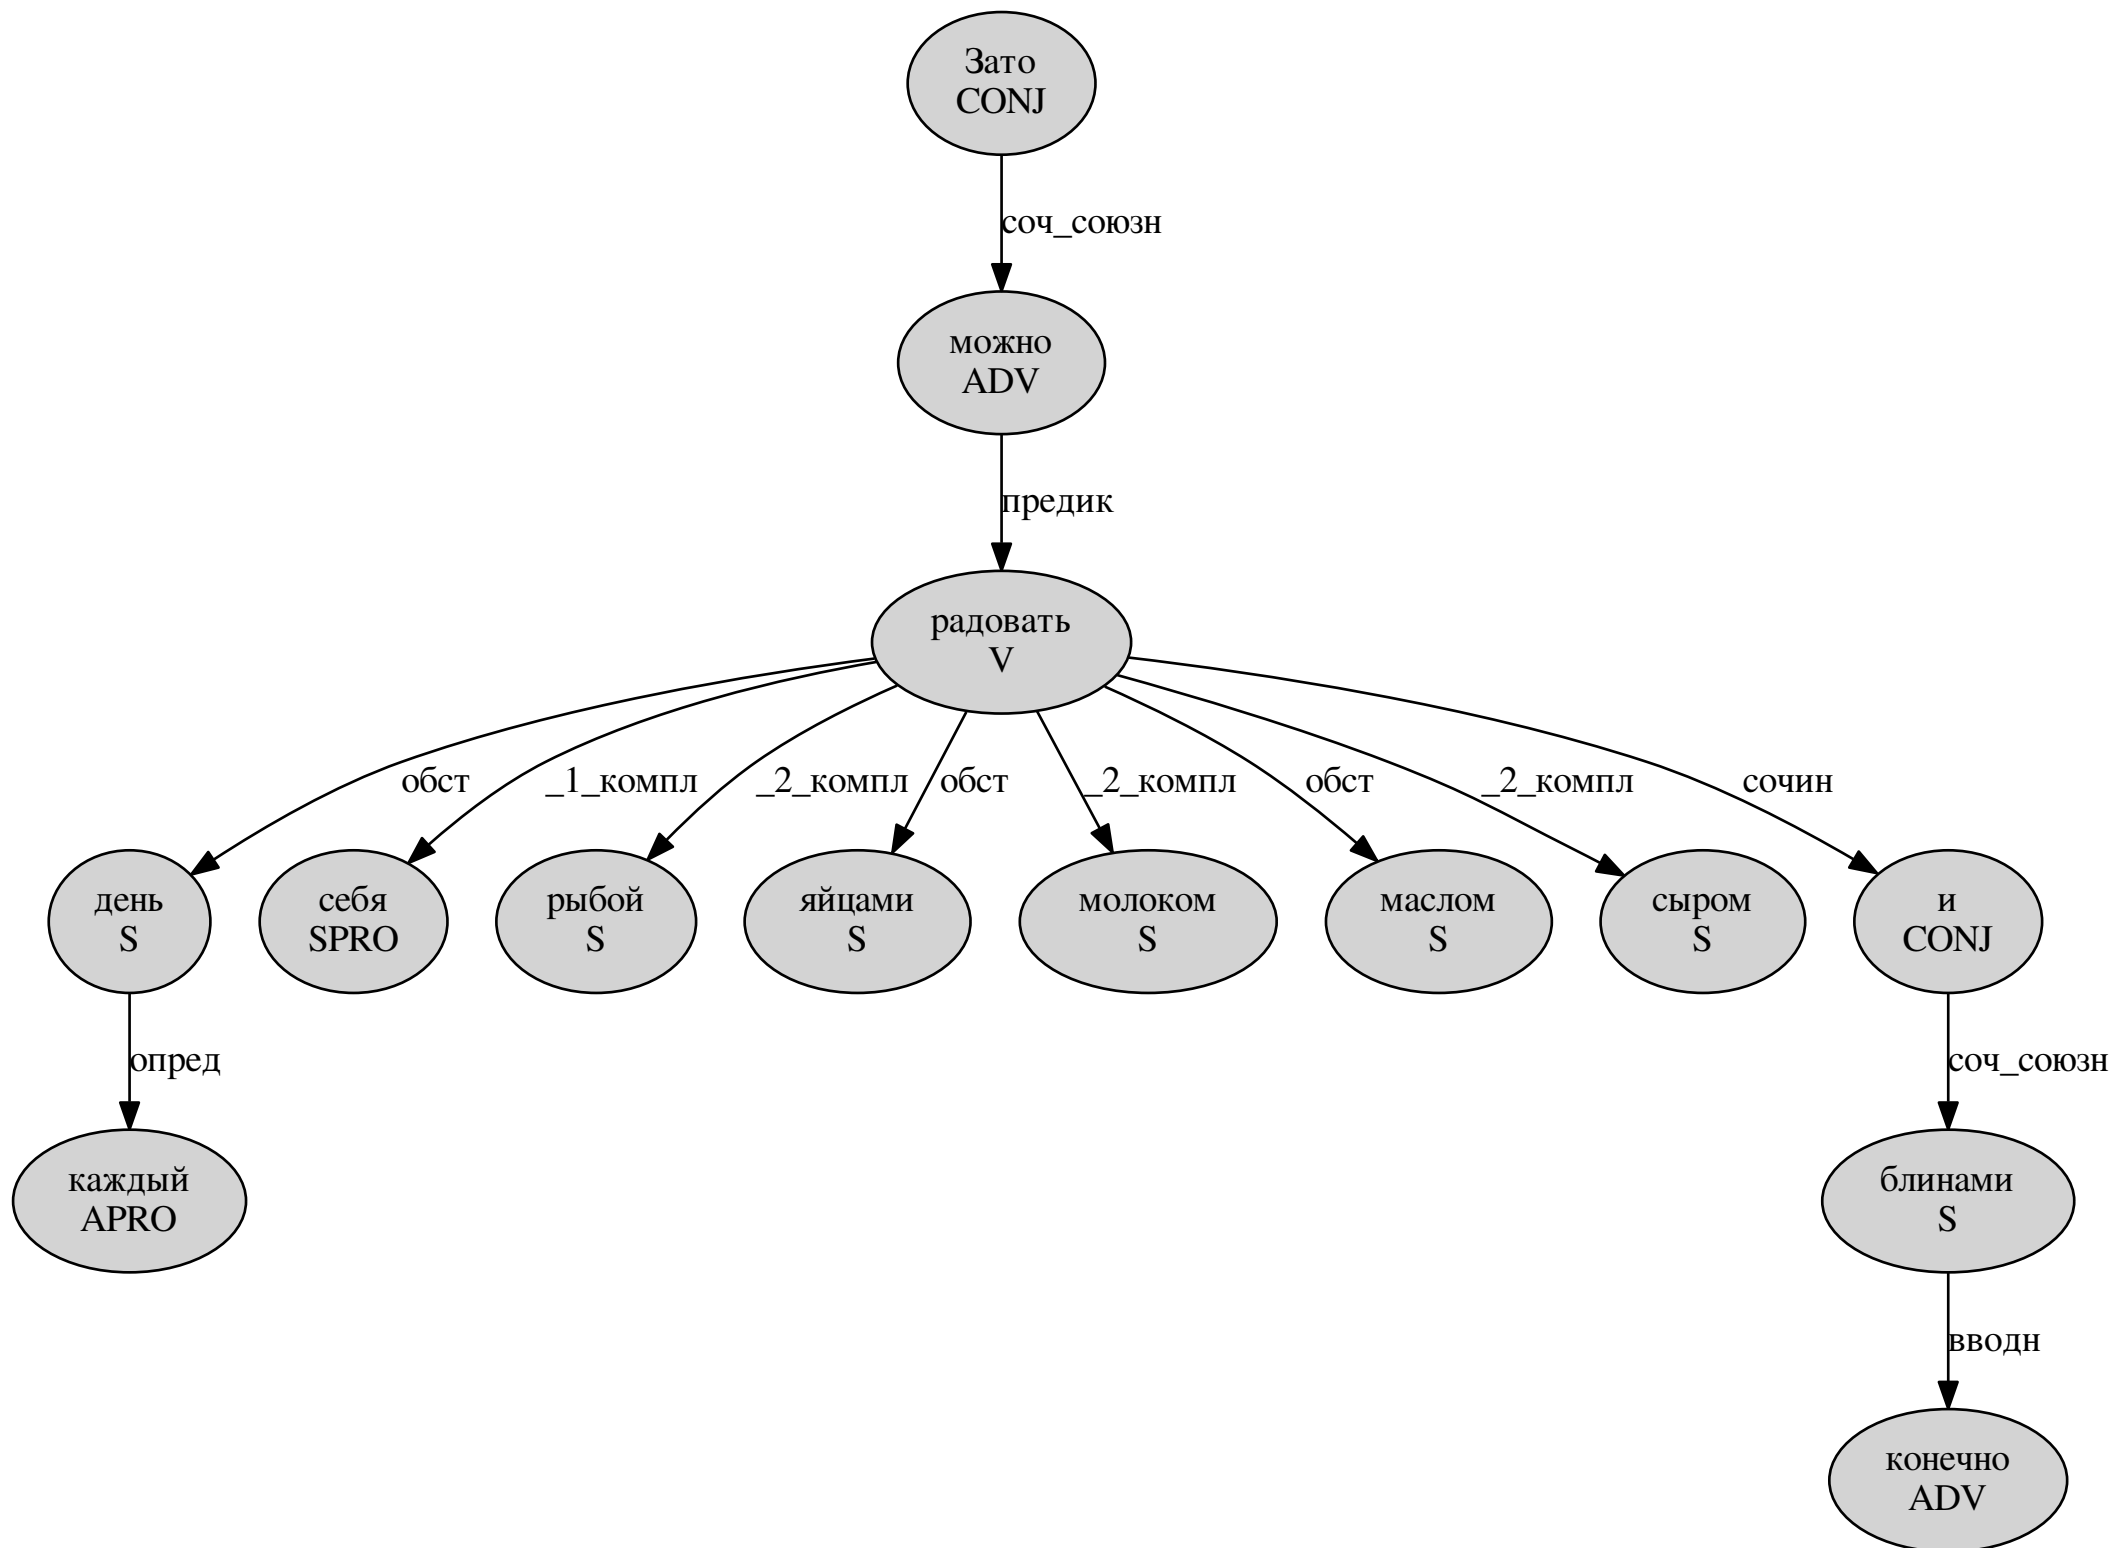 Зато
CONJ
соч_союзн
можно
ADV
предик
радовать
V
обст
_1_компл
_2_компл
обст
_2_компл
обст
_2_компл
сочин
день
S
себя
SPRO
рыбой
S
яйцами
S
молоком
S
маслом
S
сыром
S
и
CONJ
опред
соч_союзн
каждый
APRO
блинами
S
вводн
конечно
ADV